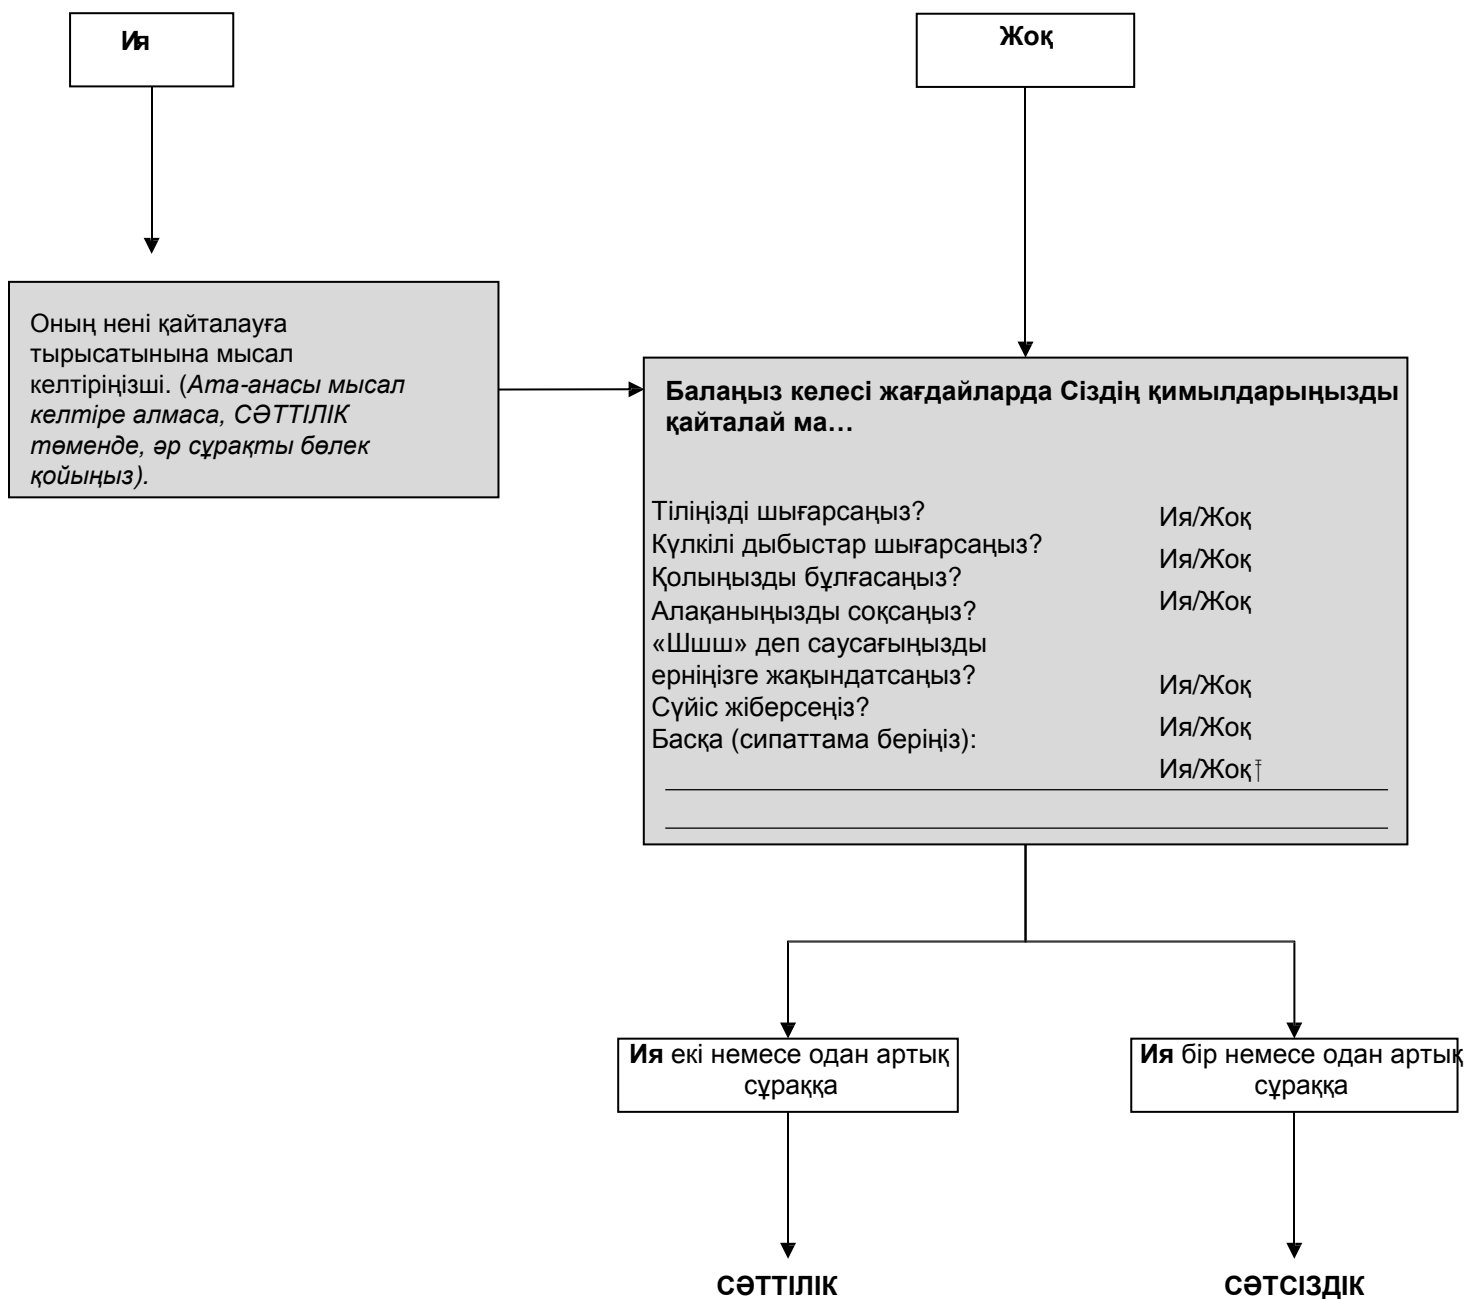 Ия
Жоқ
Оның нені қайталауға
тырысатынына мысал
келтіріңізші. (Ата-анасы мысал
келтіре алмаса, СӘТТІЛІК
төменде, әр сұрақты бөлек
қойыңыз).
Балаңыз келесі жағдайларда Сіздің қимылдарыңызды
қайталай ма…
Тіліңізді шығарсаңыз? Ия/Жоқ
Күлкілі дыбыстар шығарсаңыз? Ия/Жоқ
Қолыңызды бұлғасаңыз? Ия/Жоқ
Алақаныңызды соқсаңыз?
«Шшш» деп саусағыңызды
ерніңізге жақындатсаңыз? Ия/Жоқ
Сүйіс жіберсеңіз? Ия/Жоқ
Басқа (сипаттама беріңіз):
Ия/Жоқ
Ия екі немесе одан артық
сұраққа
Ия бір немесе одан артық
сұраққа
СӘТТІЛІК
СӘТСІЗДІК